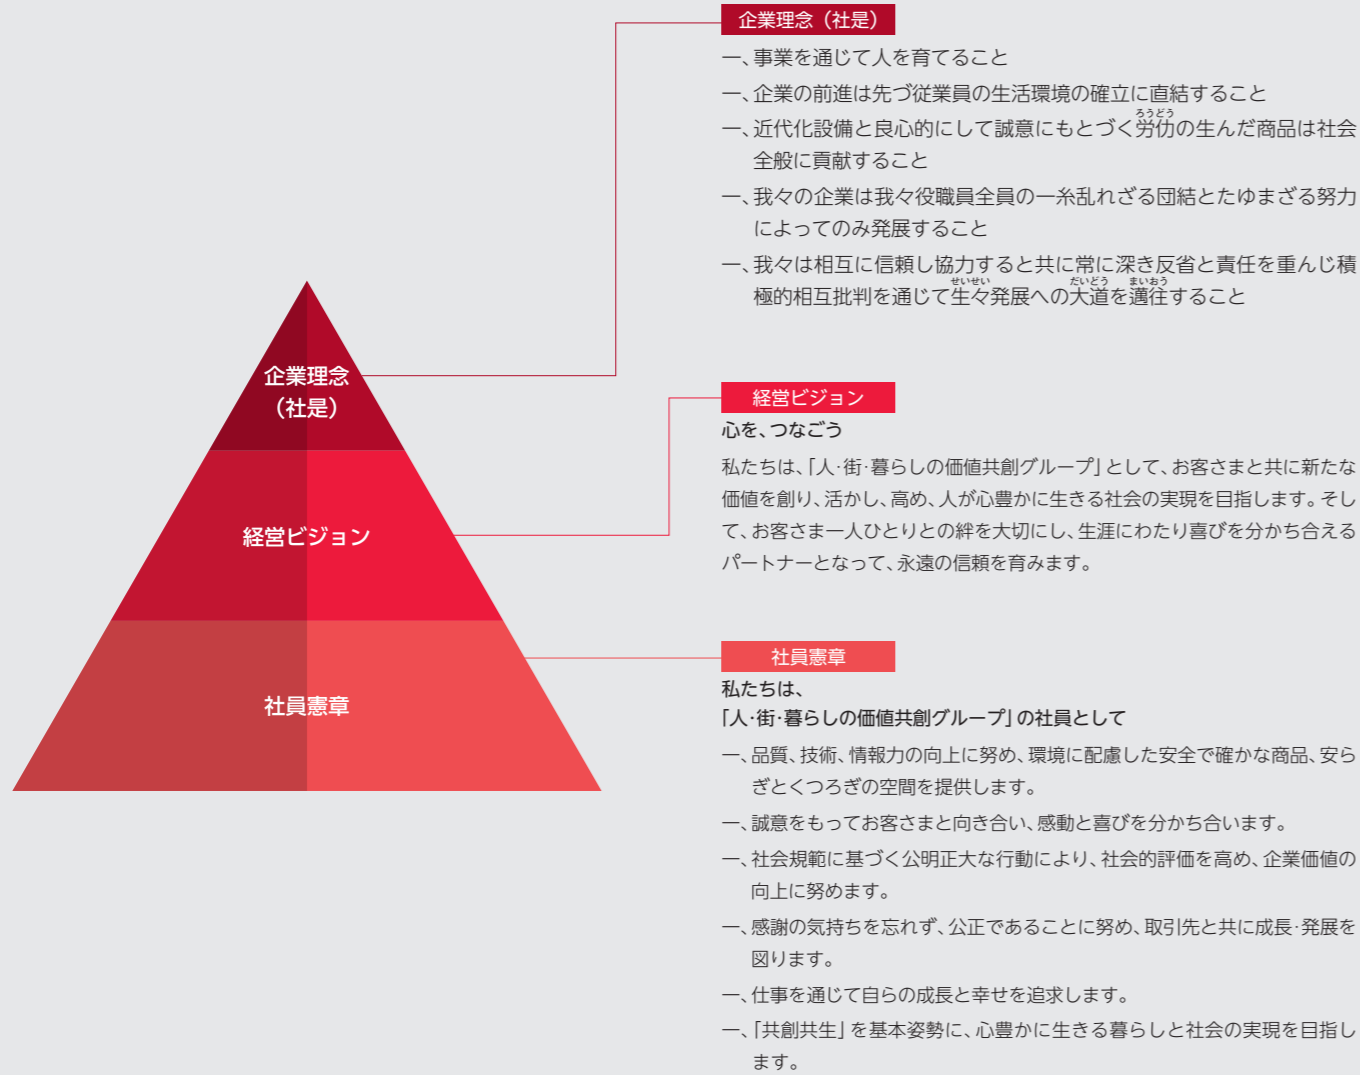 企業理念
（社是）
経営ビジョン
社員憲章
企業理念（社是）
一、事業を通じて人を育てること
一、企業の前進は先づ従業員の生活環境の確立に直結すること
ろうどう
一、近代化設備と良心的にして誠意にもとづく労仂の生んだ商品は社会
全般に貢献すること
一、我々の企業は我々役職員全員の一糸乱れざる団結とたゆまざる努力
によってのみ発展すること
一、我々は相互に信頼し協力すると共に常に深き反省と責任を重んじ積
せいせい だいどう まいおう
極的相互批判を通じて生々発展への大道を邁往すること
経営ビジョン
心を、つなごう
私たちは、「人･街･暮らしの価値共創グループ」として、お客さまと共に新たな
価値を創り、活かし、高め、人が心豊かに生きる社会の実現を目指します。そし
て、お客さま一人ひとりとの絆を大切にし、生涯にわたり喜びを分かち合える
パートナーとなって、永遠の信頼を育みます。
社員憲章
私たちは、
「人･街･暮らしの価値共創グループ」の社員として
一、品質、技術、情報力の向上に努め、環境に配慮した安全で確かな商品、安ら
ぎとくつろぎの空間を提供します。
一、誠意をもってお客さまと向き合い、感動と喜びを分かち合います。
一、社会規範に基づく公明正大な行動により、社会的評価を高め、企業価値の
向上に努めます。
一、感謝の気持ちを忘れず、公正であることに努め、取引先と共に成長･発展を
図ります。
一、仕事を通じて自らの成長と幸せを追求します。
一、「共創共生」を基本姿勢に、心豊かに生きる暮らしと社会の実現を目指し
ます。